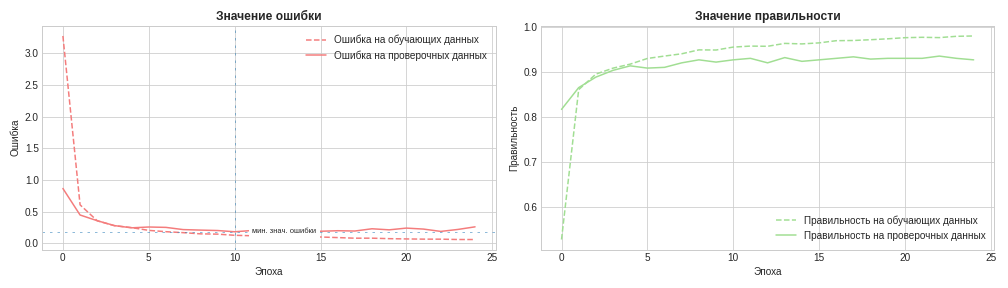 Значение ошибки
Ошибка
3.0
2.5
2.0
1.5
1.0
0.5
0.0
Ошибка на обучающих данных
Ошибка на проверочных данных
мин. знач. ошибки
0 5 10 15 20 25
Эпоха
Значение правильности
Правильность
1.0
0.9
0.8
0.7
0.6
Правильность на обучающих данных
Правильность на проверочных данных
0 5 10 15 20 25
Эпоха